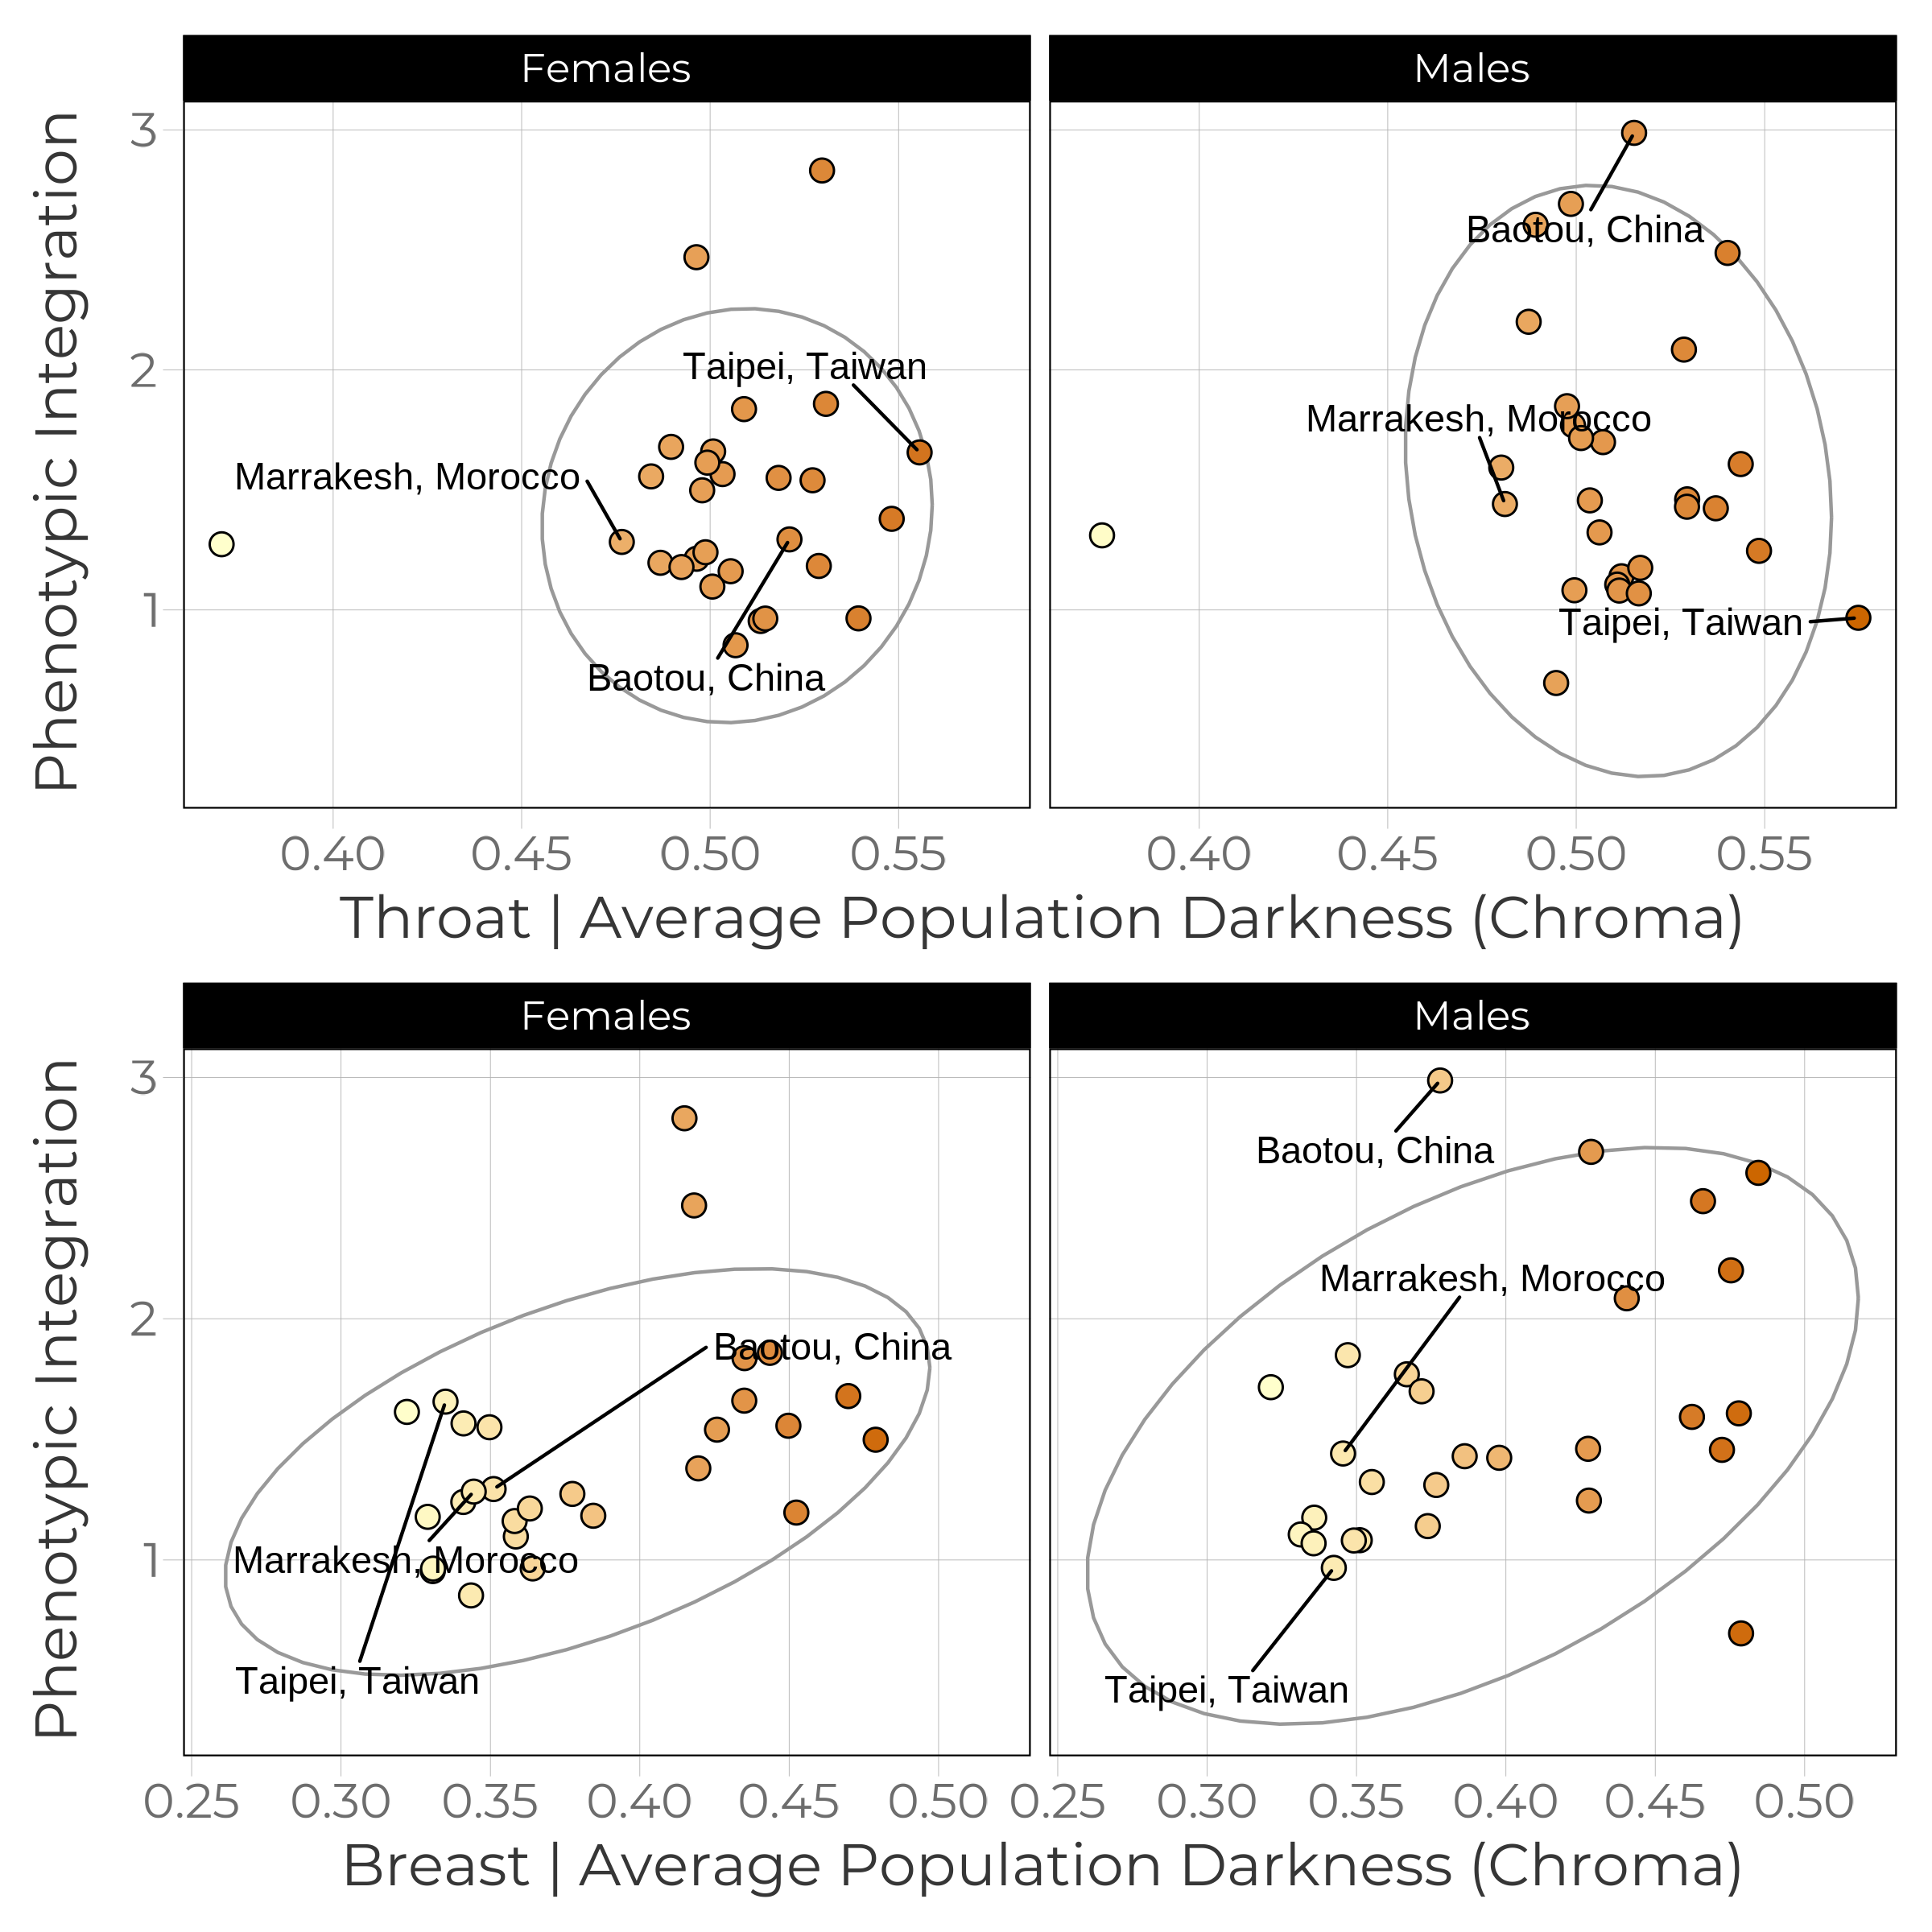 Females Males
Phenotypic Integration
3
2
1
Baotou, China
Taipei, Taiwan
Marrakesh, Morocco
Marrakesh, Morocco
Taipei, Taiwan
Baotou, China
0.40 0.45 0.50 0.55 0.40 0.45 0.50 0.55
Throat | Average Population Darkness (Chroma)
Females Males
Phenotypic Integration
3
2
1
Baotou, China
Marrakesh, Morocco
Baotou, China
Marrakesh, Morocco
Taipei, Taiwan
Taipei, Taiwan
0.25 0.30 0.35 0.40 0.45 0.50 0.25 0.30 0.35 0.40 0.45 0.50
Breast | Average Population Darkness (Chroma)